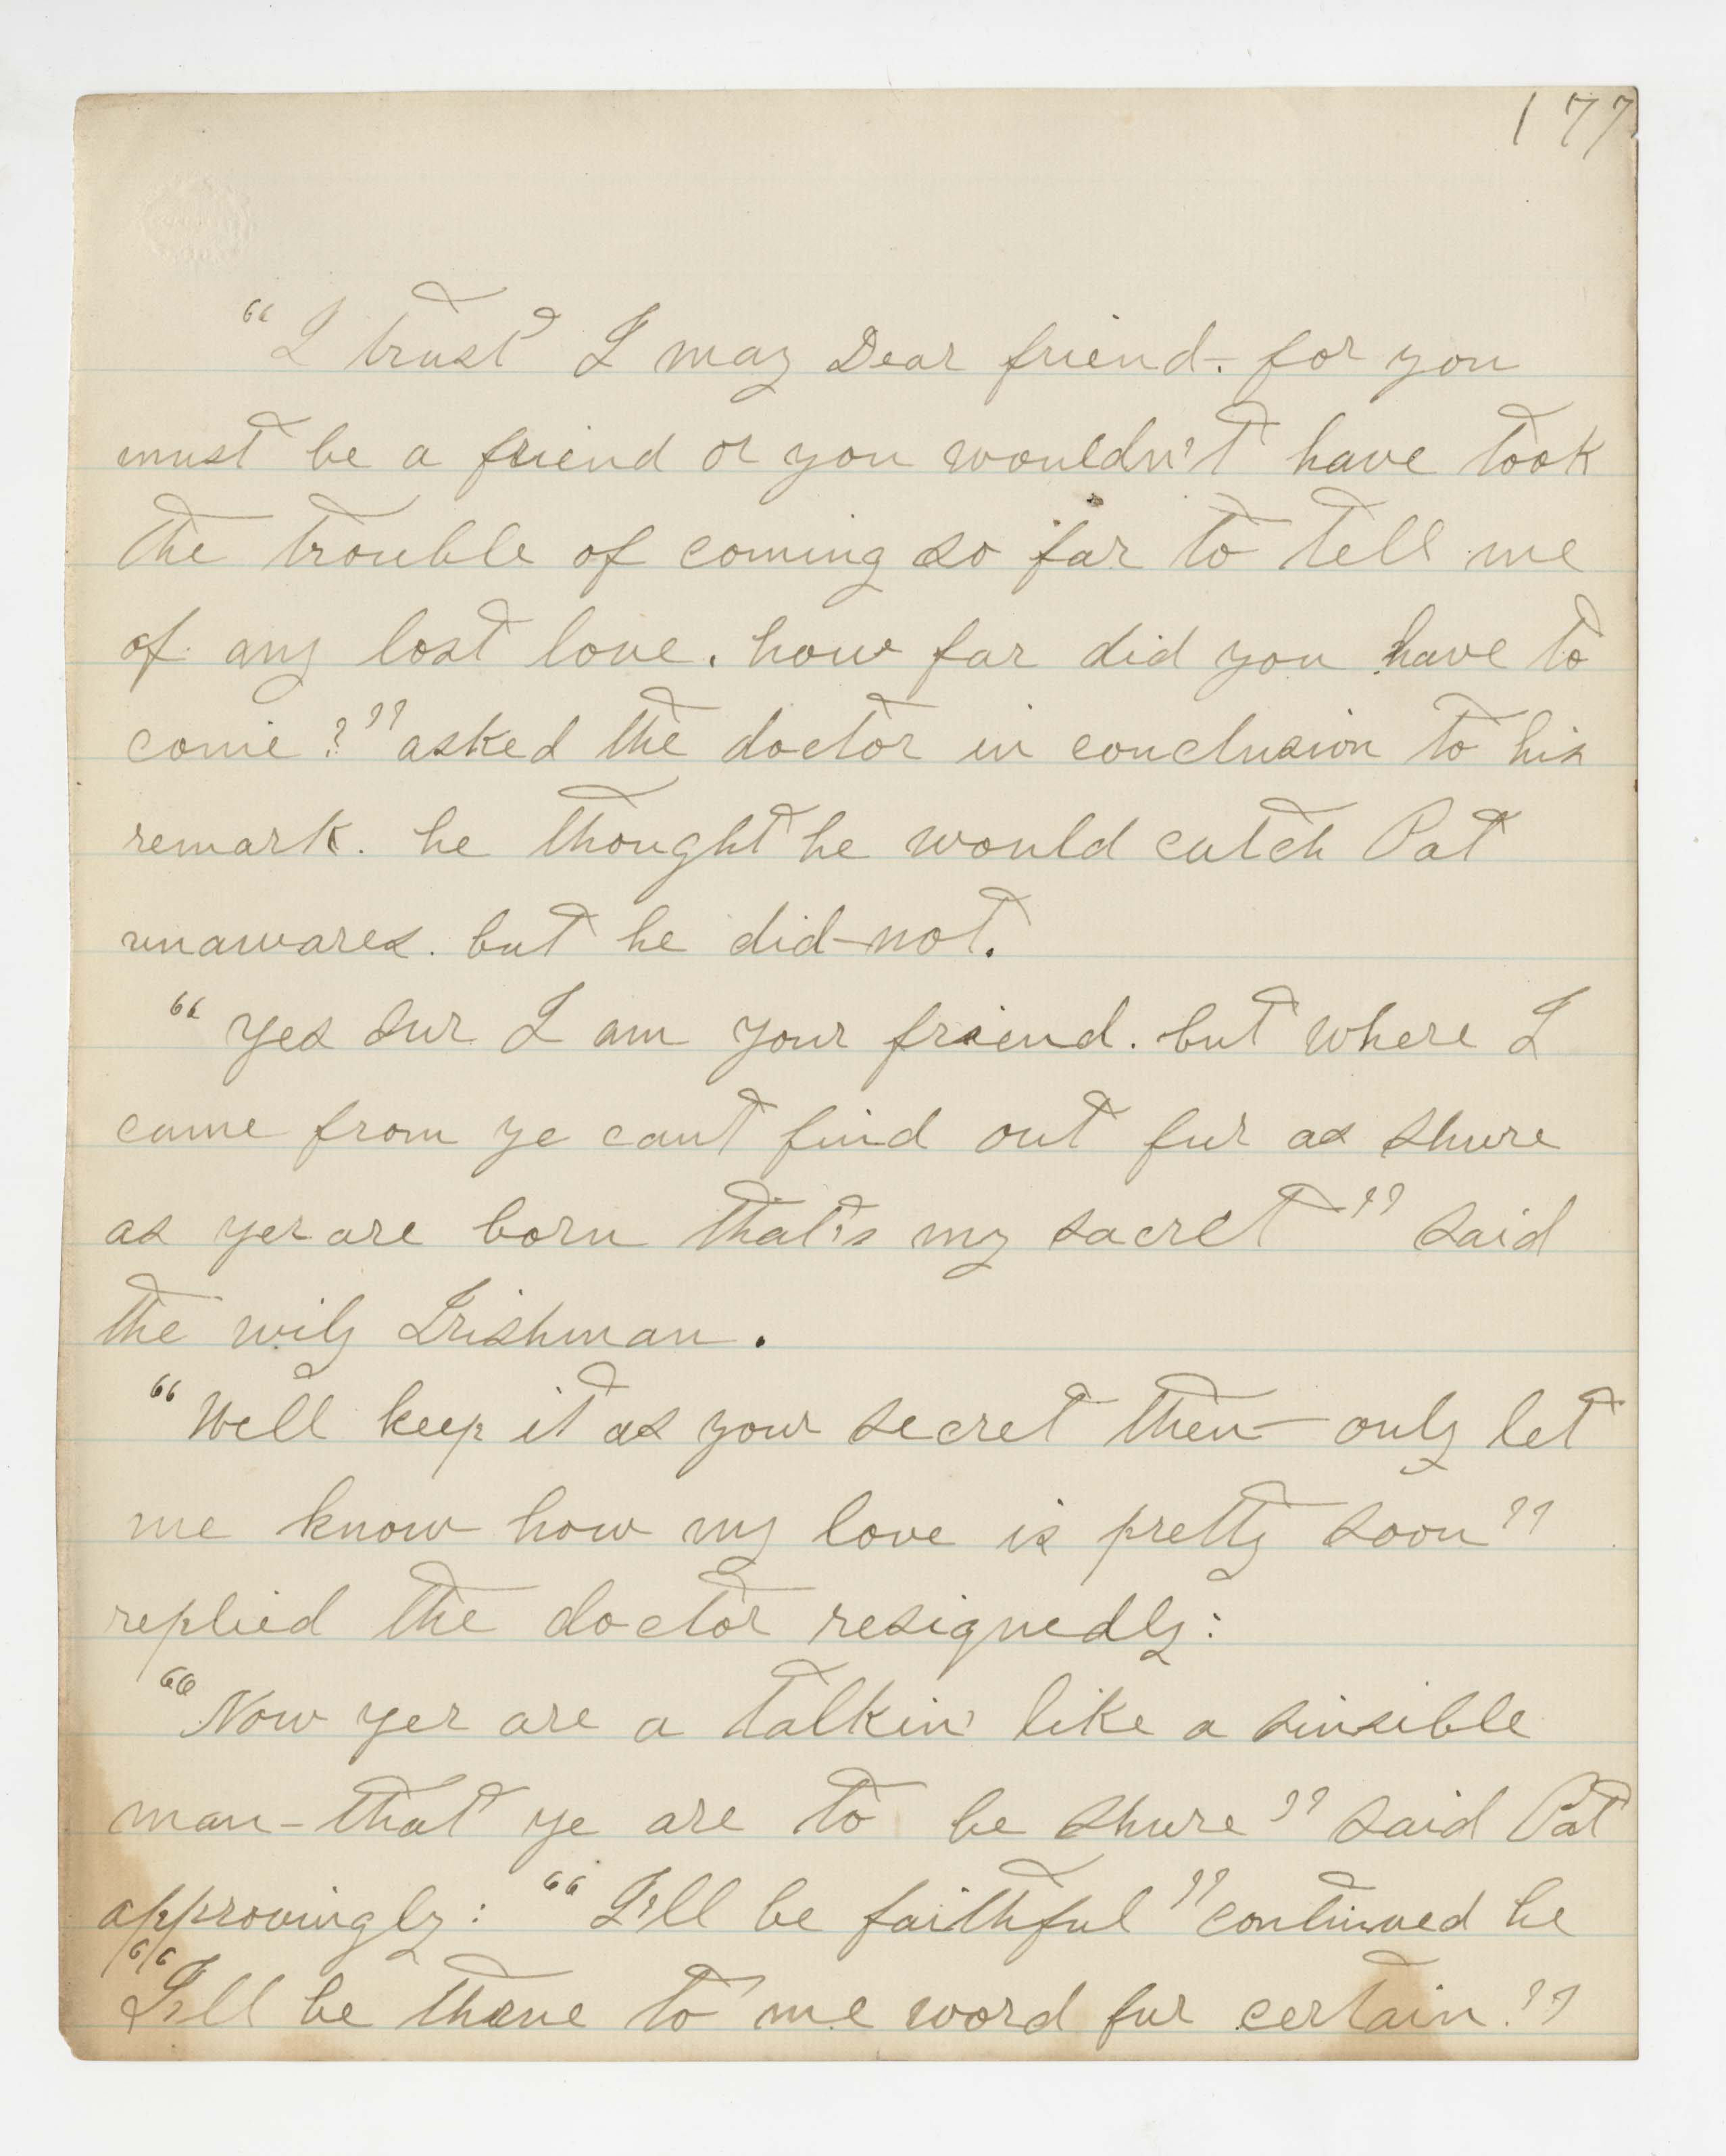 177
"I trust I may Dear friend-. for you
must be a friend or you wouldn't have took
the trouble of coming so far to tell me
of any lost love. how far did you have to
come?" asked the doctor in conclusion to his
remark. he thought he would catch Pat
unawares. but he did-not.
"Yes sur I am your friend. but where I
came from ye cant find out fur as shure
as yer are born that's my sacret" said
the wily Irishman.
"Well keep it as your secret then- only let
me know how my love is pretty soon"
replied the doctor resignedly:
"Now yer are a talkin' like a sinsible
man- that ye are to be shure" said Pat
approvingly: "I'll be faithful" continued he
"I'll be thrue to me word fur certain."